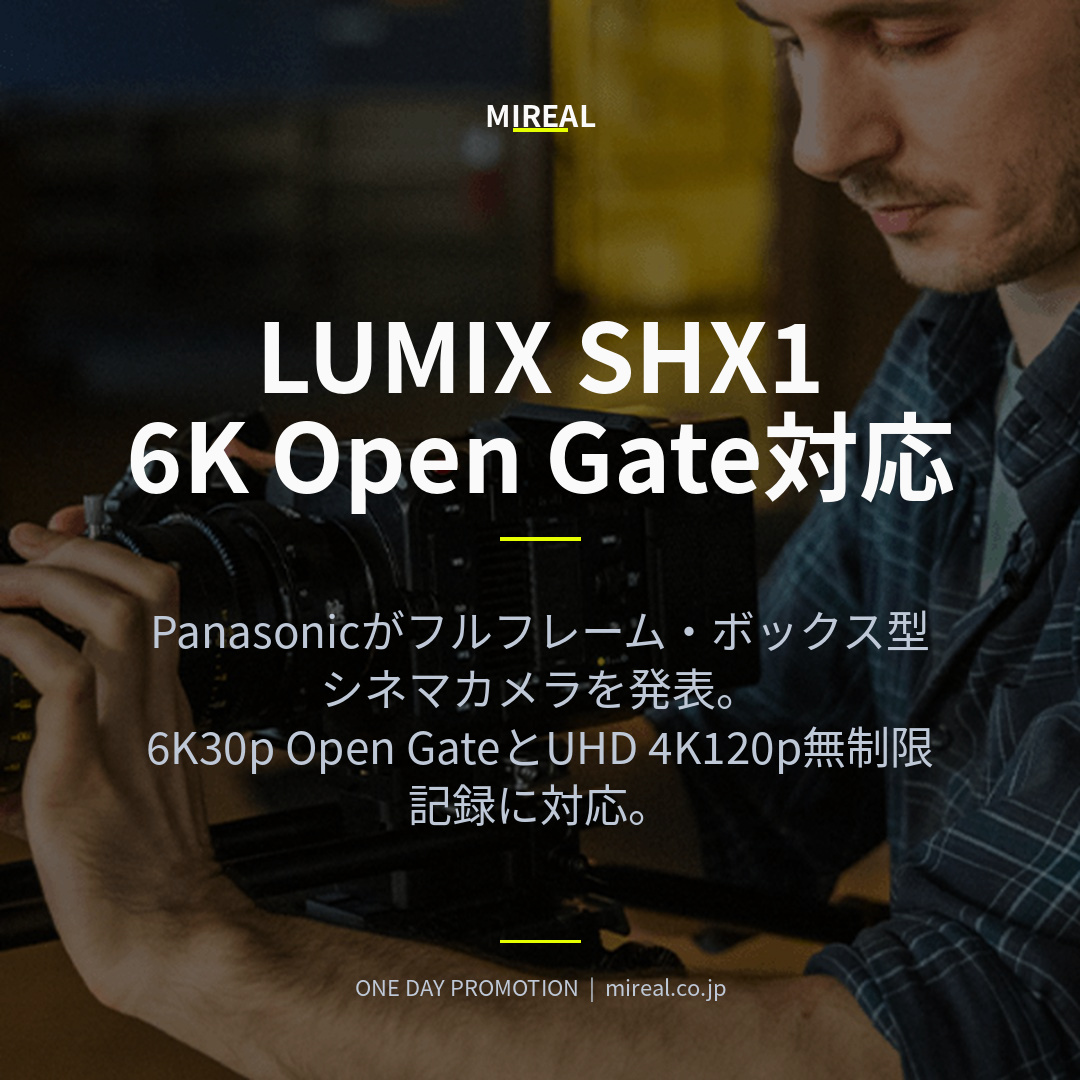 MIREAL
LUMIX SHX1
6K Open Gate対応
Panasonicがフルフレーム・ボックス型
シネマカメラを発表。
6K30p Open GateとUHD 4K120p無制限
記録に対応。
ONE DAY PROMOTION | mireal.co.jp